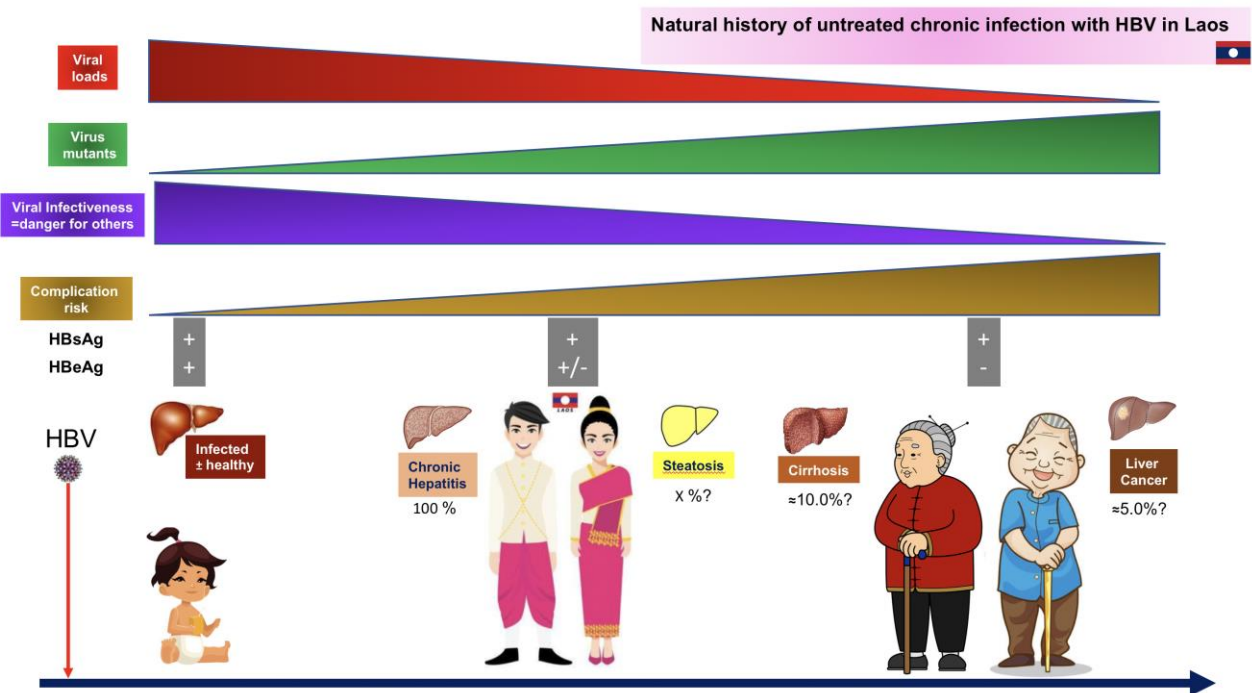 Natural history of untreated chronic infection with HBV in Laos
Viral
loads
Virus
mutants
Viral Infectiveness
=danger for others
Complication
risk
HBsAg
+
+
+
HBeAg
+
+/-
-
LAOS
HBV
Infected
± healthy
Chronic
Hepatitis
100 %
Steatosis
X %?
Cirrhosis
≈10.0%?
Liver
Cancer
≈5.0%?